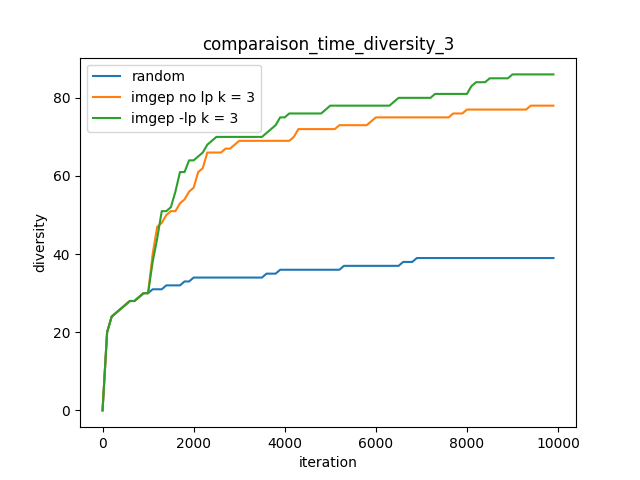 comparaison_time_diversity_3
random
imgep no lp k = 3
imgep -lp k = 3
diversity
80
60
40
20
0
0 2000 4000 6000 8000 10000
iteration